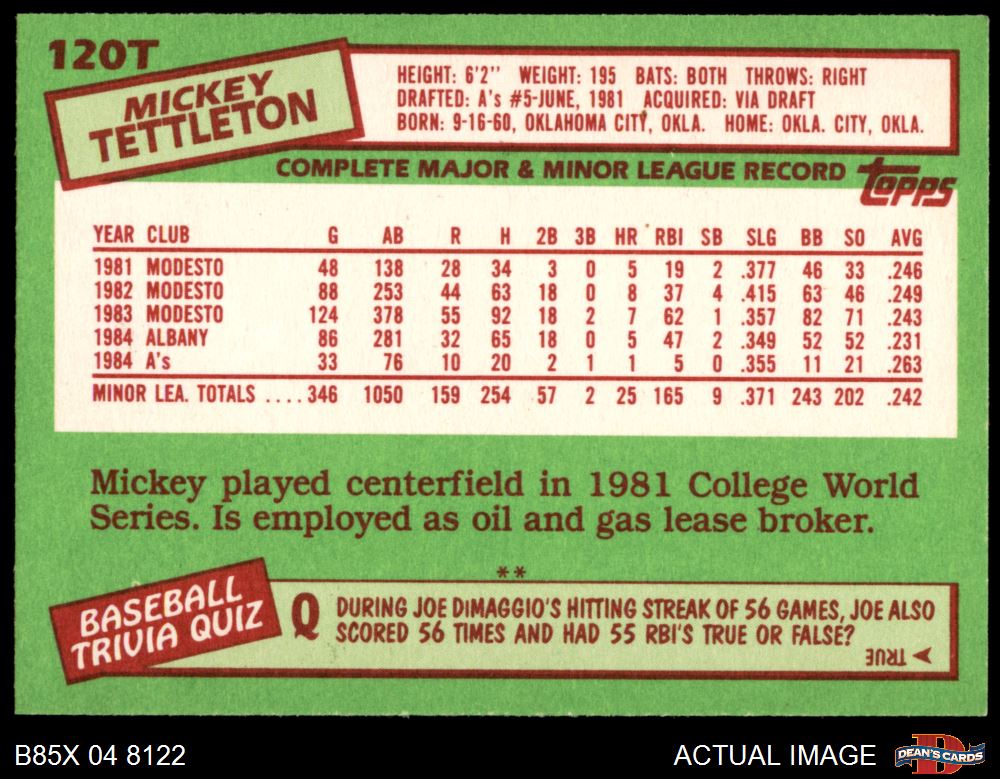 120T
MICKEY
TETTLETON
HEIGHT: 6'2" WEIGHT: 195 BATS: BOTH THROWS: RIGHT
DRAFTED: A's #5-JUNE, 1981 ACQUIRED: VIA DRAFT
BORN: 9-16-60, OKLAHOMA CITY, OKLA. HOME: OKLA. CITY, OKLA.
COMPLETE MAJOR & MINOR LEAGUE RECORD
topps
YEAR CLUB G AB R H 2B 3B HR RBI SB SLG BB SO AVG
1981 MODESTO 48 138 28 34 3 0 5 19 2 .377 46 33 .246
1982 MODESTO 88 253 44 63 18 0 8 37 4 .415 63 46 .249
1983 MODESTO 124 378 55 92 18 2 7 62 1 .357 82 71 .243
1984 ALBANY 86 281 32 65 18 0 5 47 2 .349 52 52 .231
1984 A's 33 76 10 20 2 1 1 5 0 .355 11 21 .263
MINOR LEA. TOTALS ....346 1050 159 254 57 2 25 165 9 .371 243 202 .242
Mickey played centerfield in 1981 College World
Series. Is employed as oil and gas lease broker.
**
BASEBALL
TRIVIA QUIZ
Q DURING JOE DiMAGGIO'S HITTING STREAK OF 56 GAMES, JOE ALSO
SCORED 56 TIMES AND HAD 55 RBI'S TRUE OR FALSE?
TRUE
B85X 04 8122
ACTUAL IMAGE
D
DEAN'S CARDS